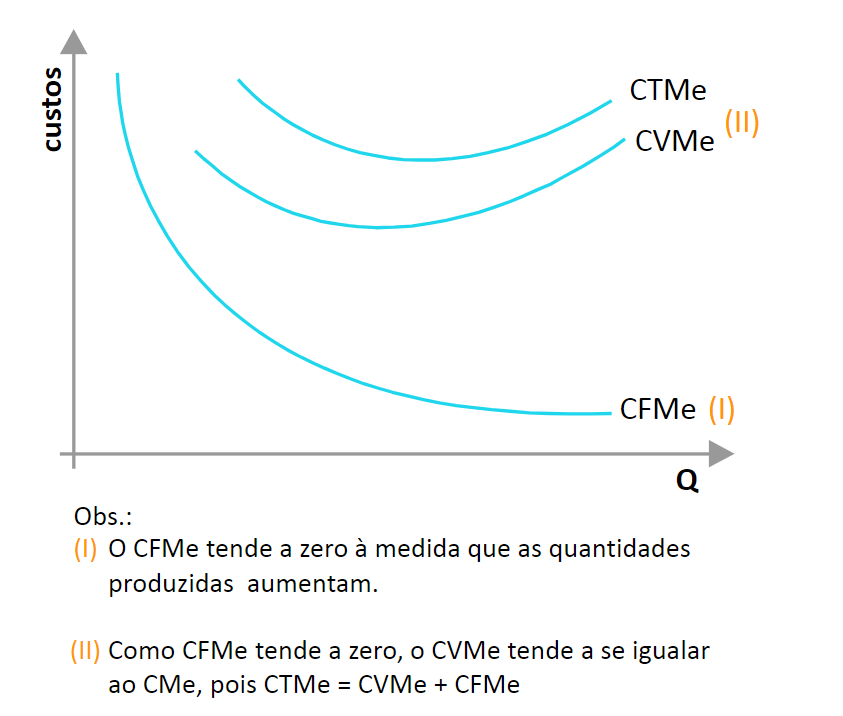 custos
CTMe
(II)
CVMe
CFMe (I)
Q
Obs.:
(I) O CFMe tende a zero à medida que as quantidades
produzidas aumentam.
(II) Como CFMe tende a zero, o CVMe tende a se igualar
ao CMe, pois CTMe = CVMe + CFMe